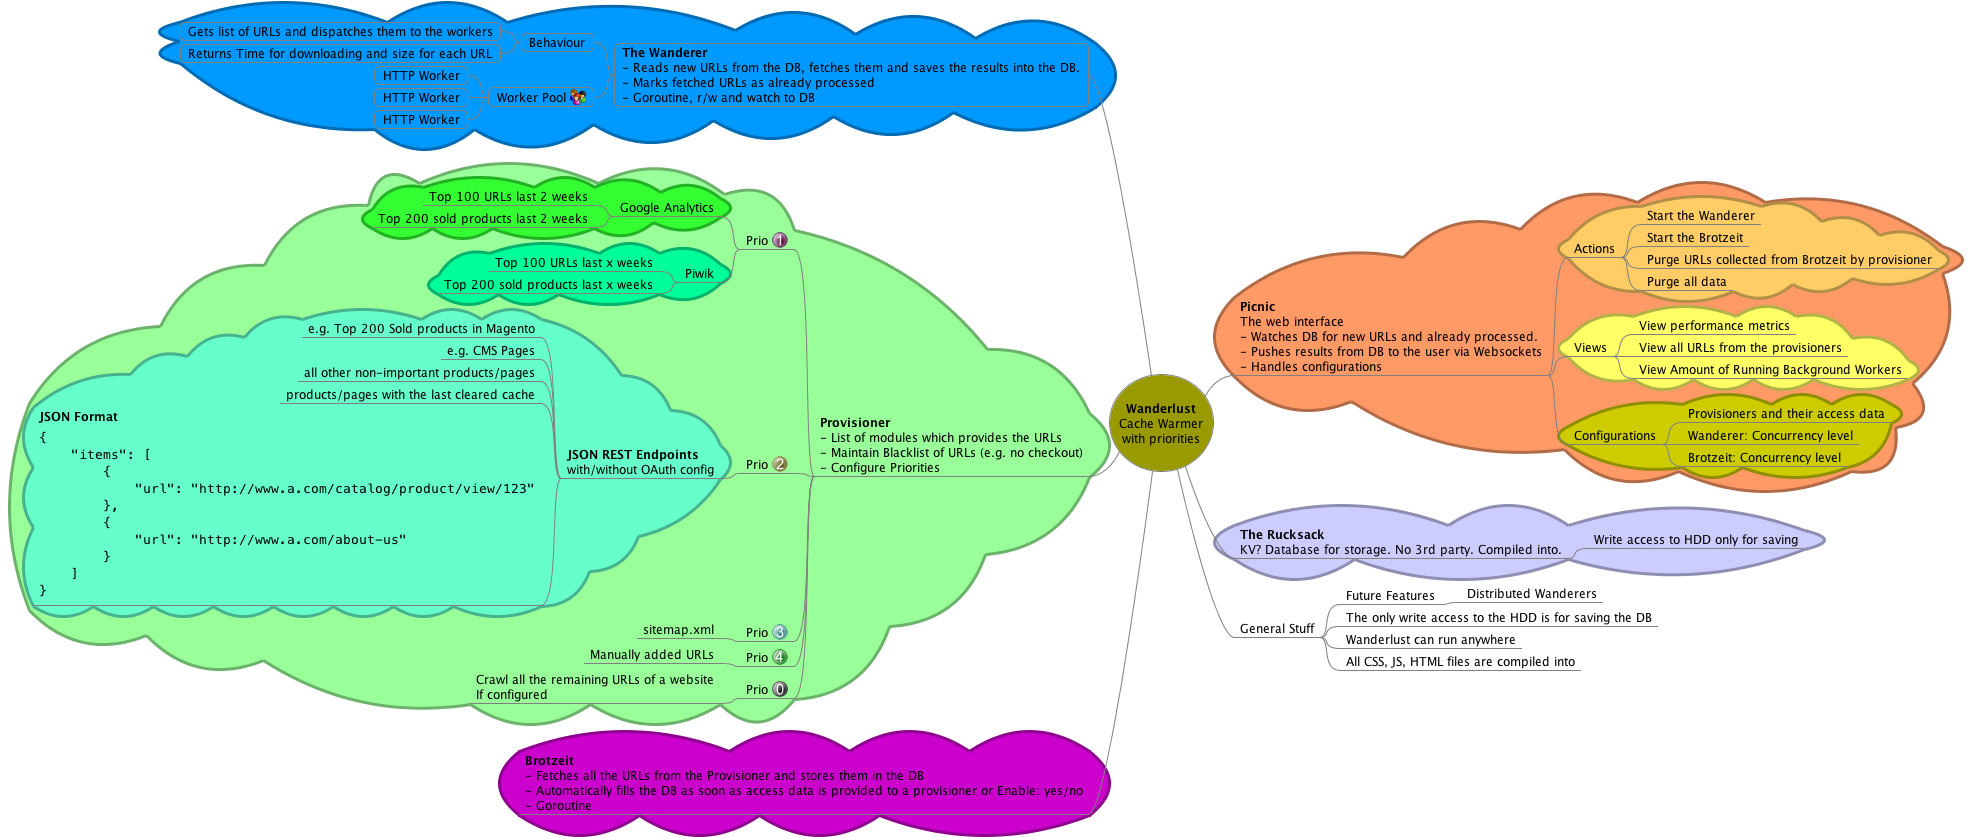 Gets list of URLs and dispatches them to the workers
Returns Time for downloading and size for each URL
Behaviour
HTTP Worker
HTTP Worker
HTTP Worker
Worker Pool
The Wanderer
- Reads new URLs from the DB, fetches them and saves the results into the DB.
- Marks fetched URLs as already processed
- Goroutine, r/w and watch to DB
Top 100 URLs last 2 weeks
Top 200 sold products last 2 weeks
Google Analytics
Prio 1
Top 100 URLs last x weeks
Top 200 sold products last x weeks
Piwik
e.g. Top 200 Sold products in Magento
e.g. CMS Pages
all other non-important products/pages
products/pages with the last cleared cache
JSON Format
{
"items": [
{
"url": "http://www.a.com/catalog/product/view/123"
},
{
"url": "http://www.a.com/about-us"
}
]
}
JSON REST Endpoints
with/without OAuth config
Prio 2
sitemap.xml
Prio 3
Manually added URLs
Prio 4
Crawl all the remaining URLs of a website
If configured
Prio 0
Provisioner
- List of modules which provides the URLs
- Maintain Blacklist of URLs (e.g. no checkout)
- Configure Priorities
Brotzeit
- Fetches all the URLs from the Provisioner and stores them in the DB
- Automatically fills the DB as soon as access data is provided to a provisioner or Enable: yes/no
- Goroutine
Wanderlust
Cache Warmer
with priorities
Picnic
The web interface
- Watches DB for new URLs and already processed.
- Pushes results from DB to the user via Websockets
- Handles configurations
Actions
Start the Wanderer
Start the Brotzeit
Purge URLs collected from Brotzeit by provisioner
Purge all data
Views
View performance metrics
View all URLs from the provisioners
View Amount of Running Background Workers
Configurations
Provisioners and their access data
Wanderer: Concurrency level
Brotzeit: Concurrency level
The Rucksack
KV? Database for storage. No 3rd party. Compiled into.
Write access to HDD only for saving
General Stuff
Future Features
Distributed Wanderers
The only write access to the HDD is for saving the DB
Wanderlust can run anywhere
All CSS, JS, HTML files are compiled into